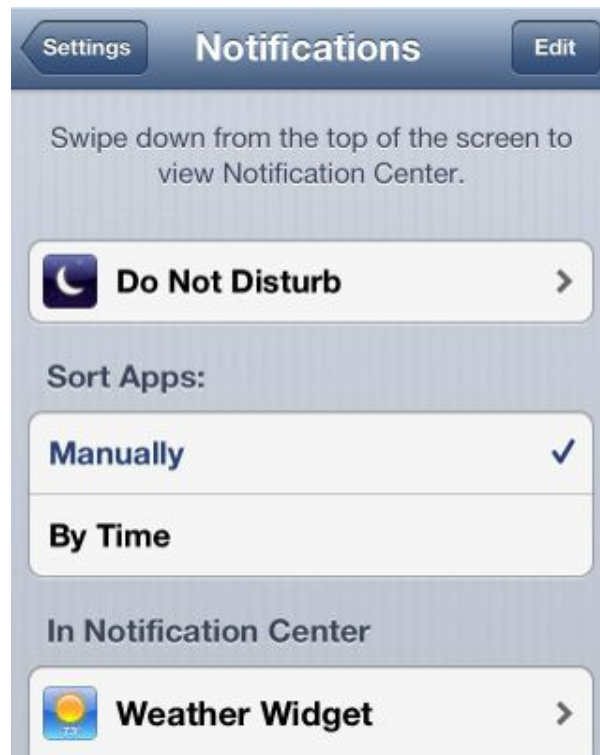 Settings
Notifications
Edit
Swipe down from the top of the screen to
view Notification Center.
Do Not Disturb
Sort Apps:
Manually
By Time
In Notification Center
73°
Weather Widget